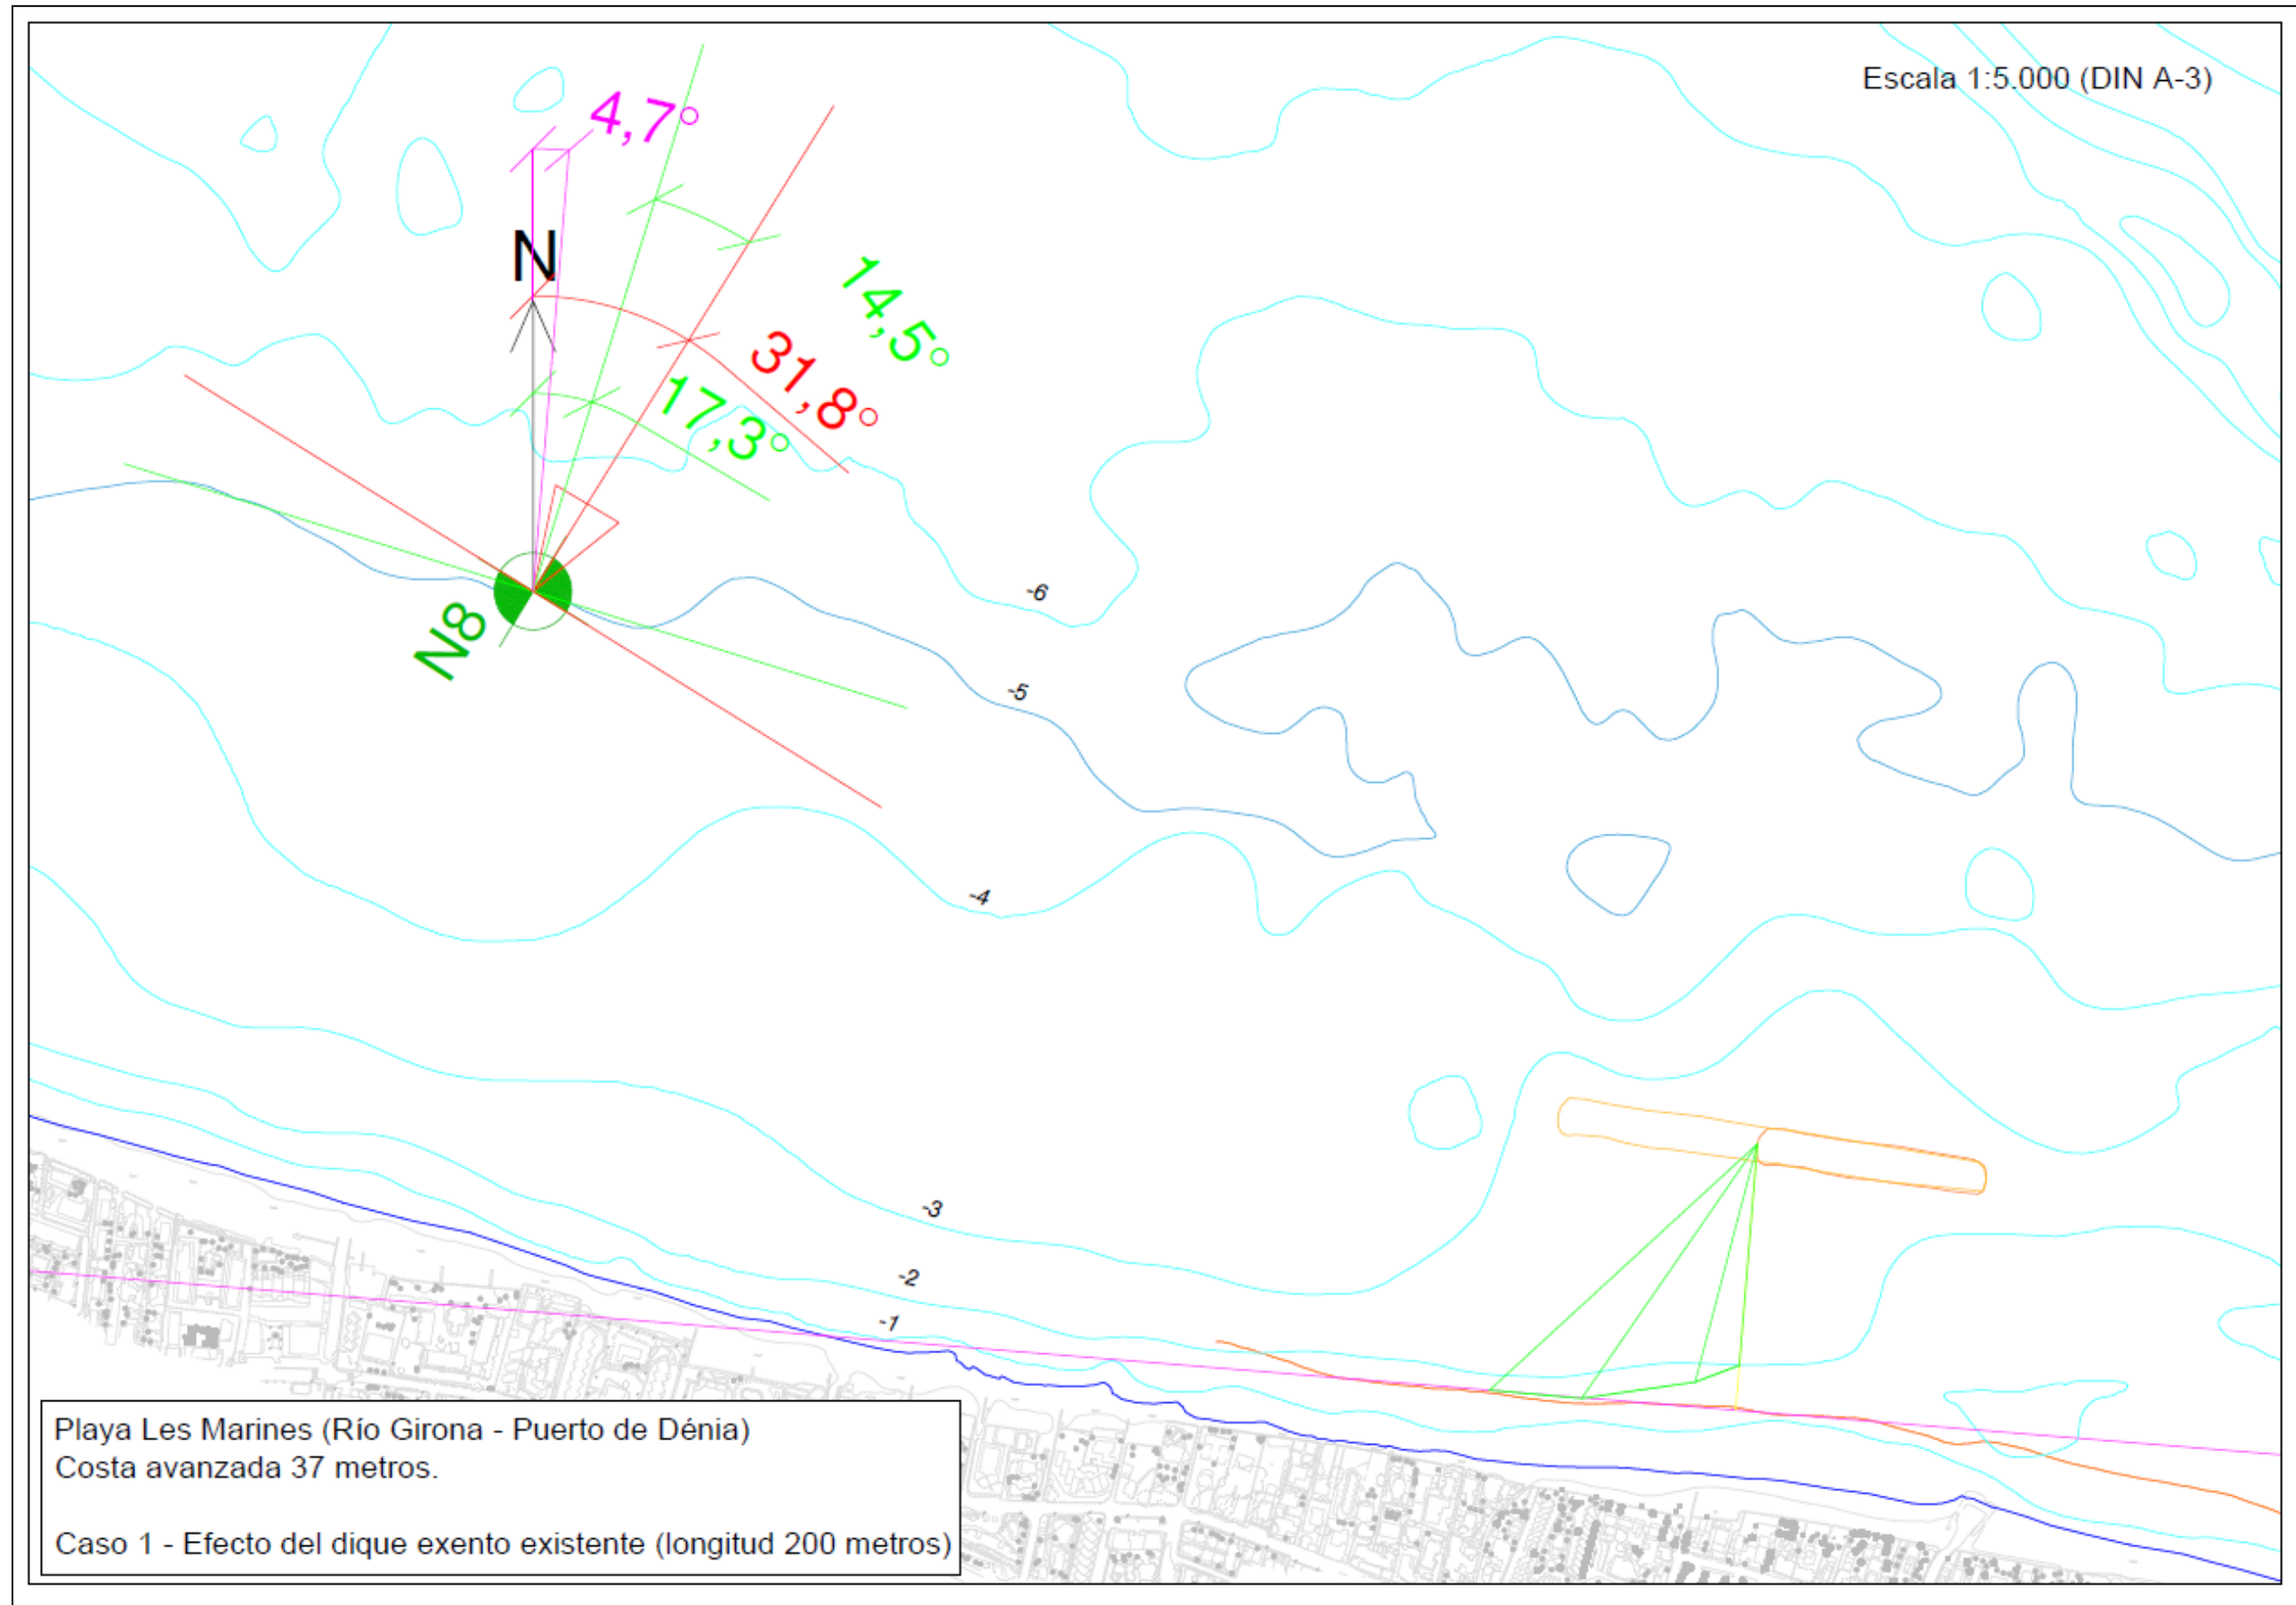 Escala 1:5.000 (DIN A-3)
4,7°
N
14,5°
31,8°
17,3°
N8
-6
-5
-4
-3
-2
-1
Playa Les Marines (Río Girona - Puerto de Dénia)
Costa avanzada 37 metros.
Caso 1 - Efecto del dique exento existente (longitud 200 metros)